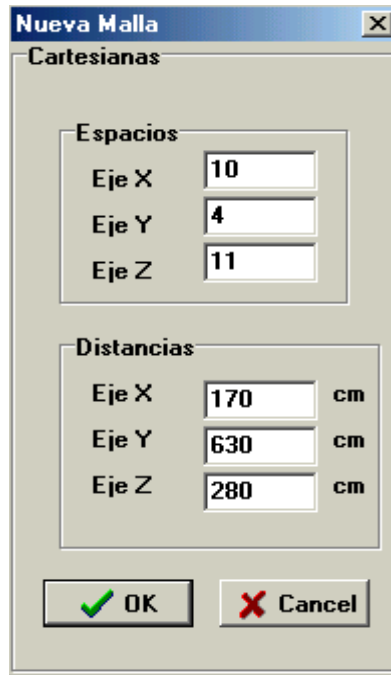 Nueva Malla
Cartesianas
Espacios
Eje X 10
Eje Y 4
Eje Z 11
Distancias
Eje X 170 cm
Eje Y 630 cm
Eje Z 280 cm
OK Cancel